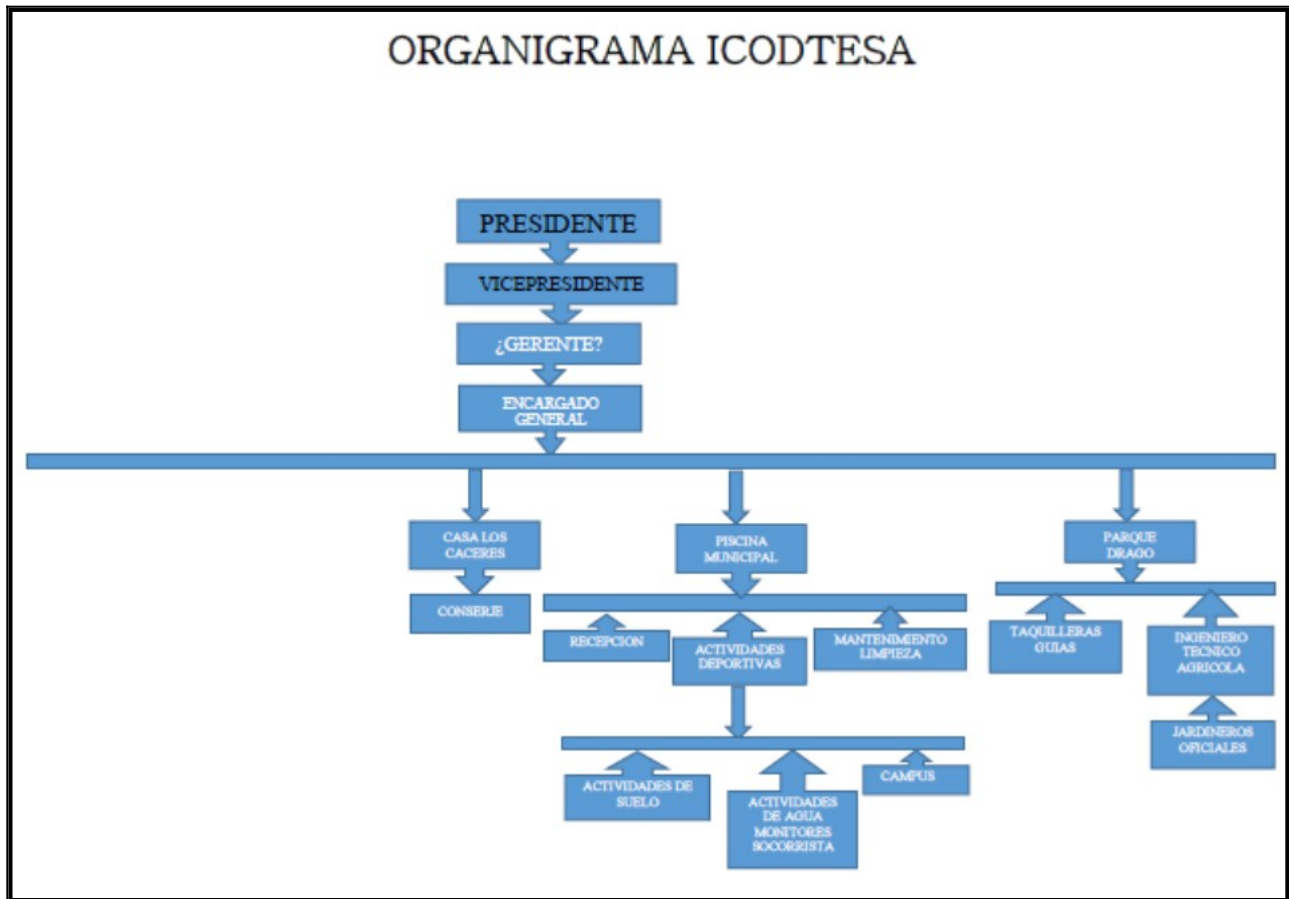 ORGANIGRAMA ICODTESA
PRESIDENTE
VICEPRESIDENTE
¿GERENTE?
ENCARGADO
GENERAL
CASA LOS
CACERES
CONSERJE
PISCINA
MUNICIPAL
RECEPCION
ACTIVIDADES
DEPORTIVAS
MANTENIMIENTO
LIMPIEZA
ACTIVIDADES DE
SUELO
ACTIVIDADES
DE AGUA
MONITORES
SOCORRISTA
CAMPUS
PARQUE
DRAGO
TAQUILLERAS
GUIAS
INGENIERO
TECNICO
AGRICOLA
JARDINEROS
OFICIALES